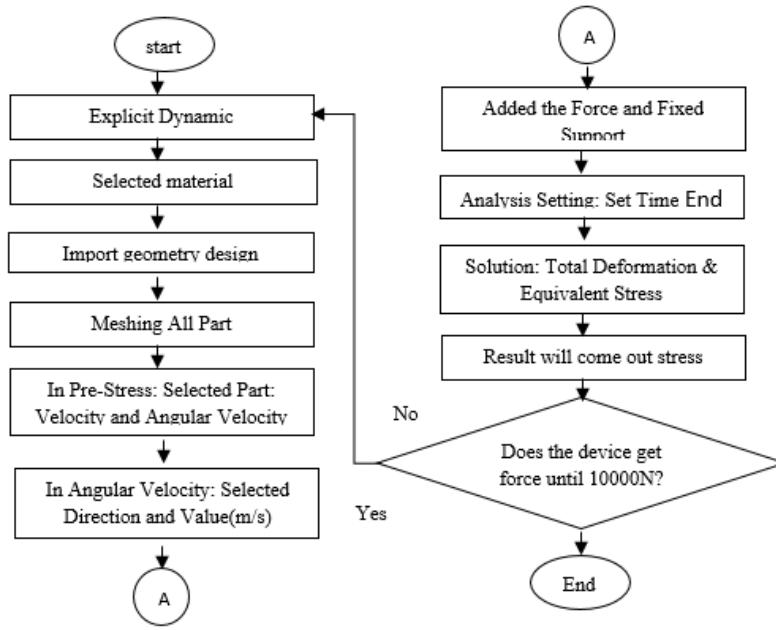 start
Explicit Dynamic
Selected material
Import geometry design
Meshing All Part
In Pre-Stress: Selected Part:
Velocity and Angular Velocity
In Angular Velocity: Selected
Direction and Value(m/s)
A
A
Added the Force and Fixed
Support
Analysis Setting: Set Time End
Solution: Total Deformation &
Equivalent Stress
Result will come out stress
No
Does the device get
force until 10000N?
Yes
End